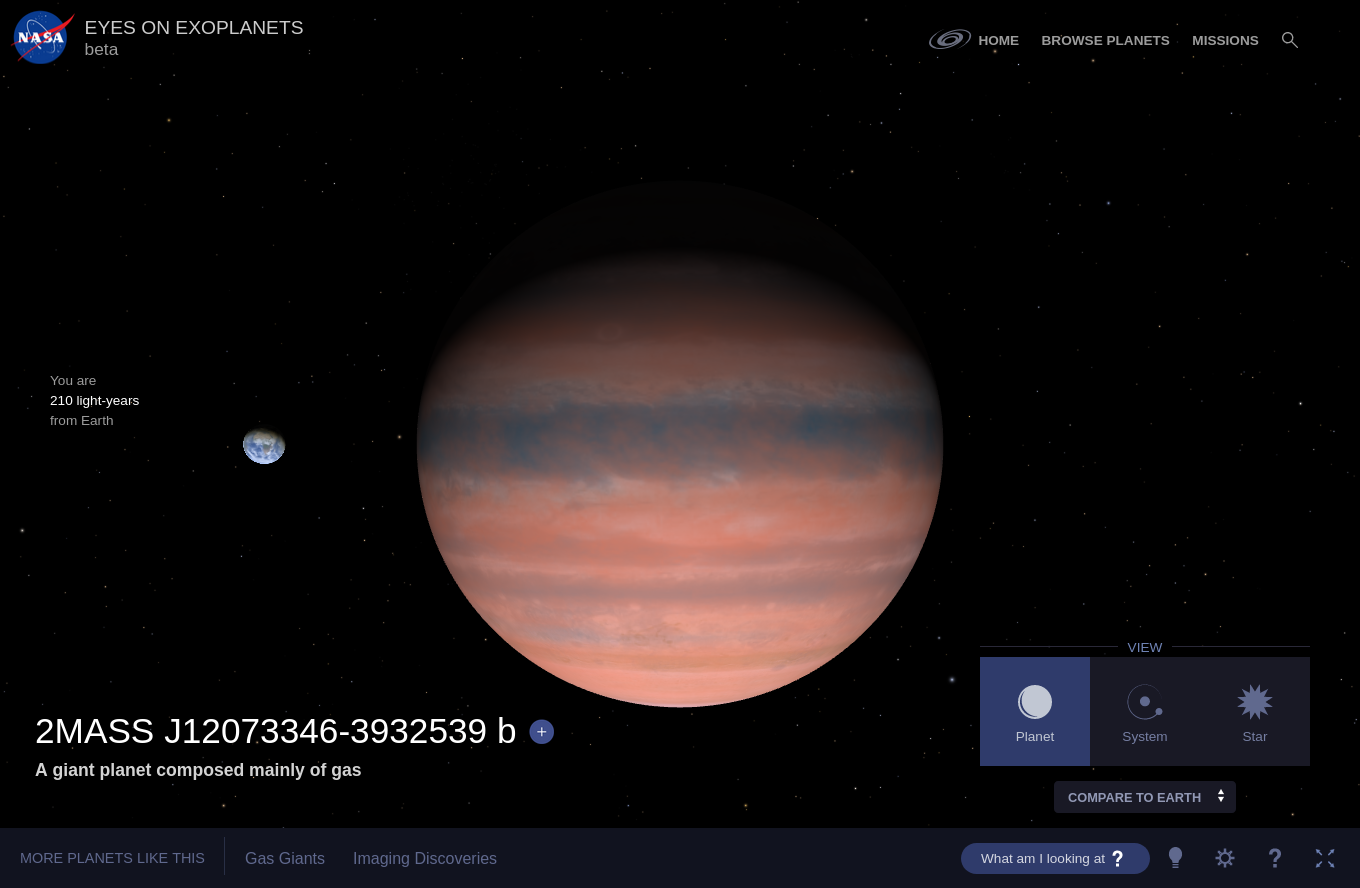 NASA
EYES ON EXOPLANETS
beta
HOME
BROWSE PLANETS
MISSIONS
You are
210 light-years
from Earth
VIEW
Planet
System
Star
2MASS J12073346-3932539 b +
A giant planet composed mainly of gas
COMPARE TO EARTH
MORE PLANETS LIKE THIS
Gas Giants
Imaging Discoveries
What am I looking at ?
?